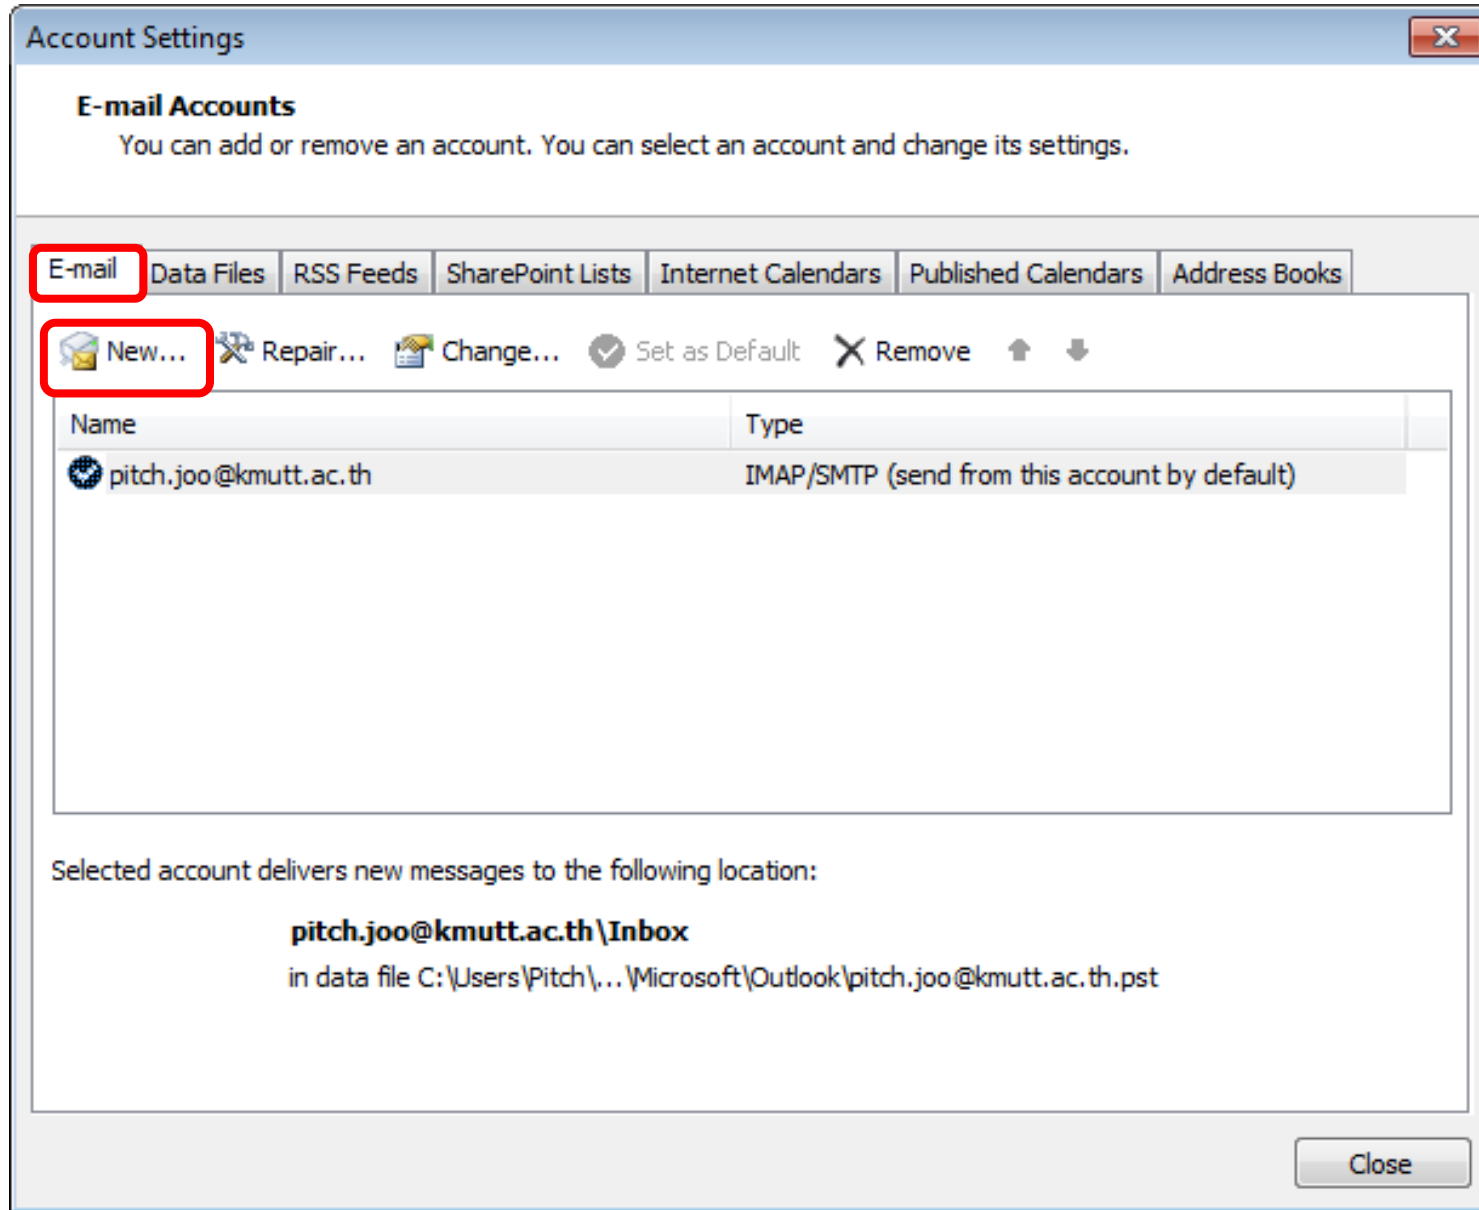 Account Settings
E-mail Accounts
You can add or remove an account. You can select an account and change its settings.
E-mail Data Files RSS Feeds SharePoint Lists Internet Calendars Published Calendars Address Books
New... Repair... Change... Set as Default Remove
Name Type
pitch.joo@kmutt.ac.th IMAP/SMTP (send from this account by default)
Selected account delivers new messages to the following location:
pitch.joo@kmutt.ac.th\Inbox
in data file C:\Users\Pitch\...\Microsoft\Outlook\pitch.joo@kmutt.ac.th.pst
Close